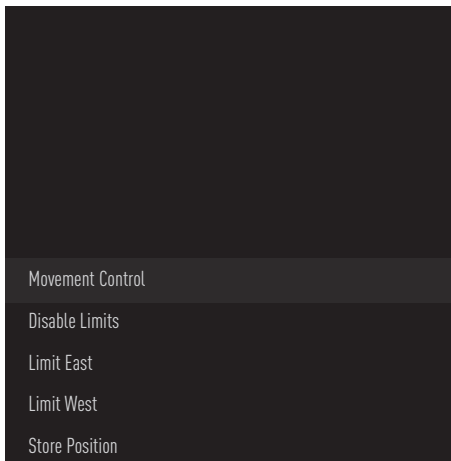 Movement Control
Disable Limits
Limit East
Limit West
Store Position